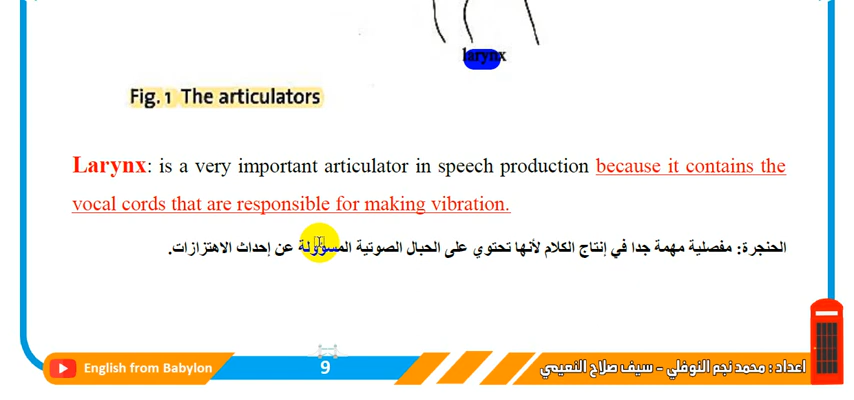 larynx
Fig. 1 The articulators
Larynx: is a very important articulator in speech production because it contains the
vocal cords that are responsible for making vibration.
الحنجرة: مفصلية مهمة جدا في إنتاج الكلام لأنها تحتوي على الحبال الصوتية المسؤولة عن إحداث الاهتزازات.
English from Babylon
9
اعداد : محمد نجم النوفلي - سيف صلاح النعيمي